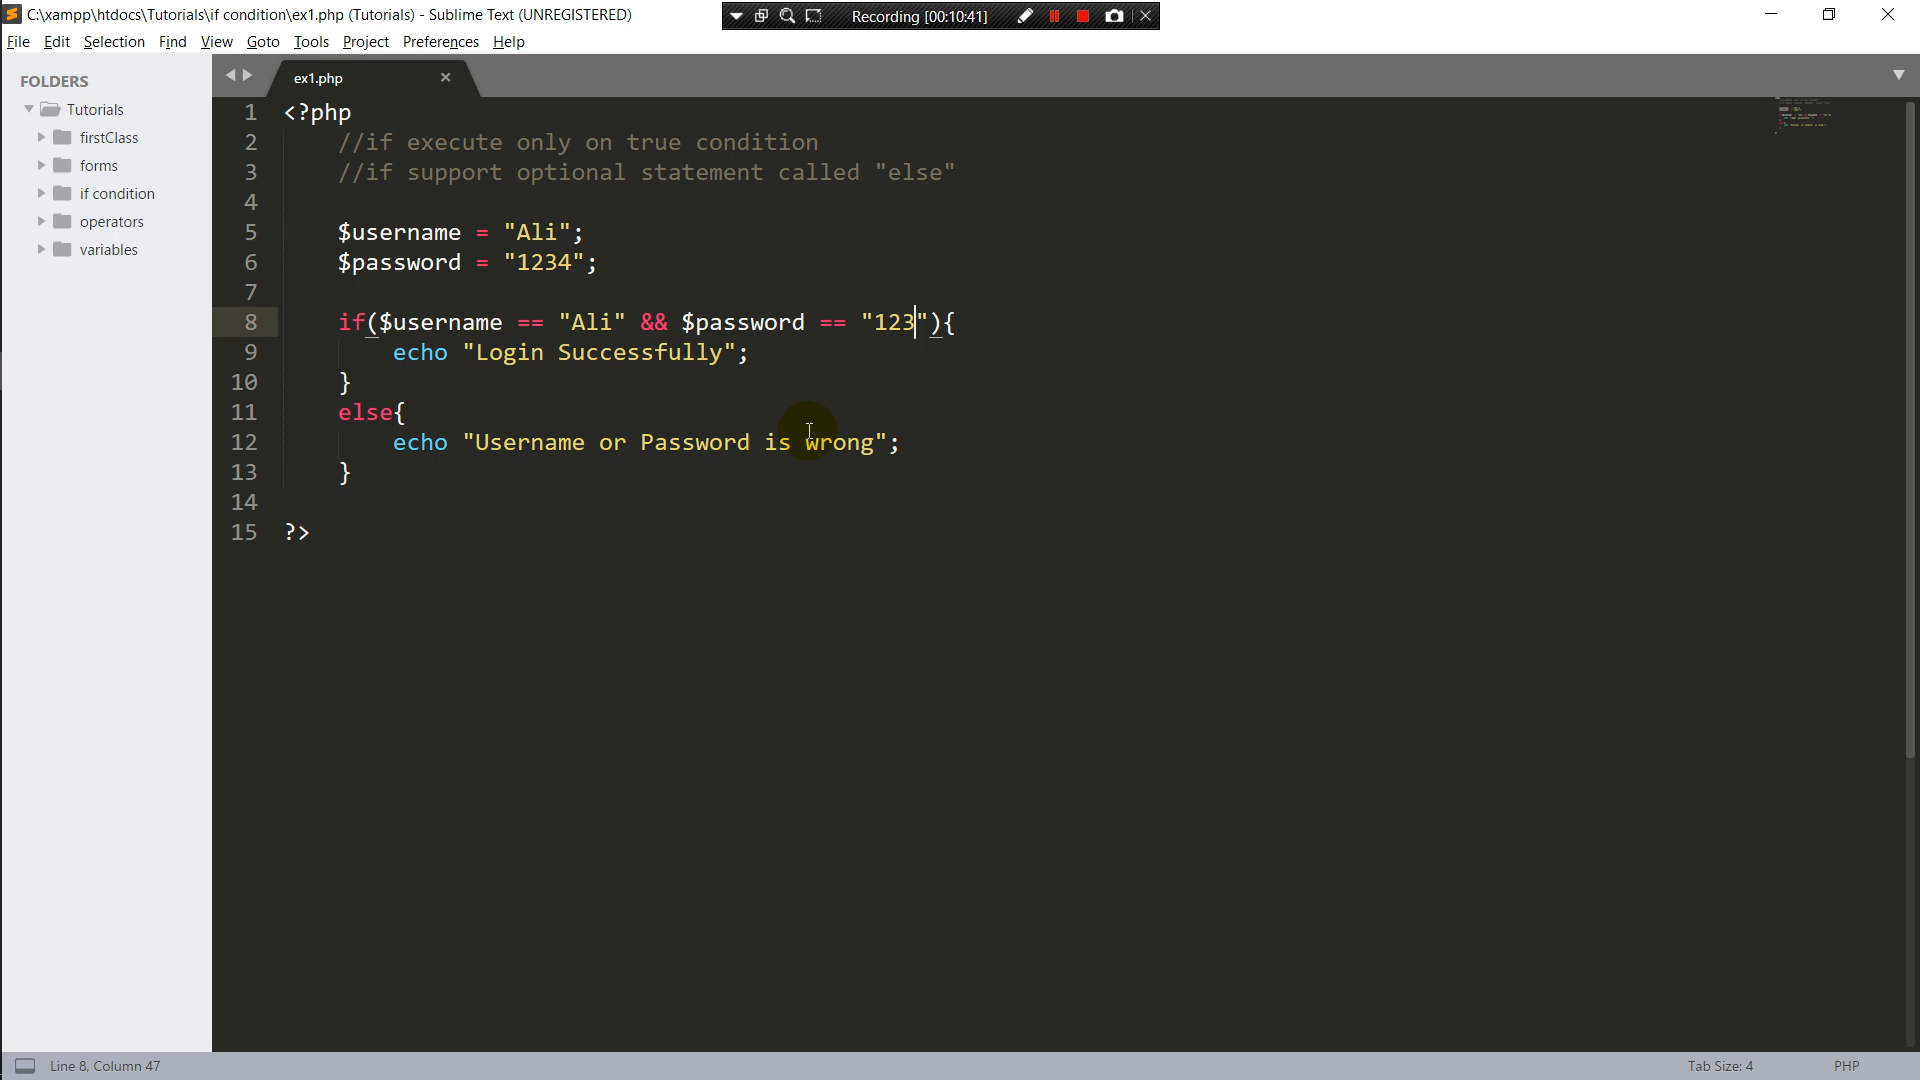 C:\xampp\htdocs\Tutorials\if condition\ex1.php (Tutorials) - Sublime Text (UNREGISTERED)
Recording [00:10:41]
File Edit Selection Find View Goto Tools Project Preferences Help
FOLDERS
Tutorials
firstClass
forms
if condition
operators
variables
ex1.php
1 <?php
2 //if execute only on true condition
3 //if support optional statement called "else"
4
5 $username = "Ali";
6 $password = "1234";
7
8 if($username == "Ali" && $password == "123"){
9 echo "Login Successfully";
10 }
11 else{
12 echo "Username or Password is wrong";
13 }
14
15 ?>
Line 8, Column 47
Tab Size: 4
PHP